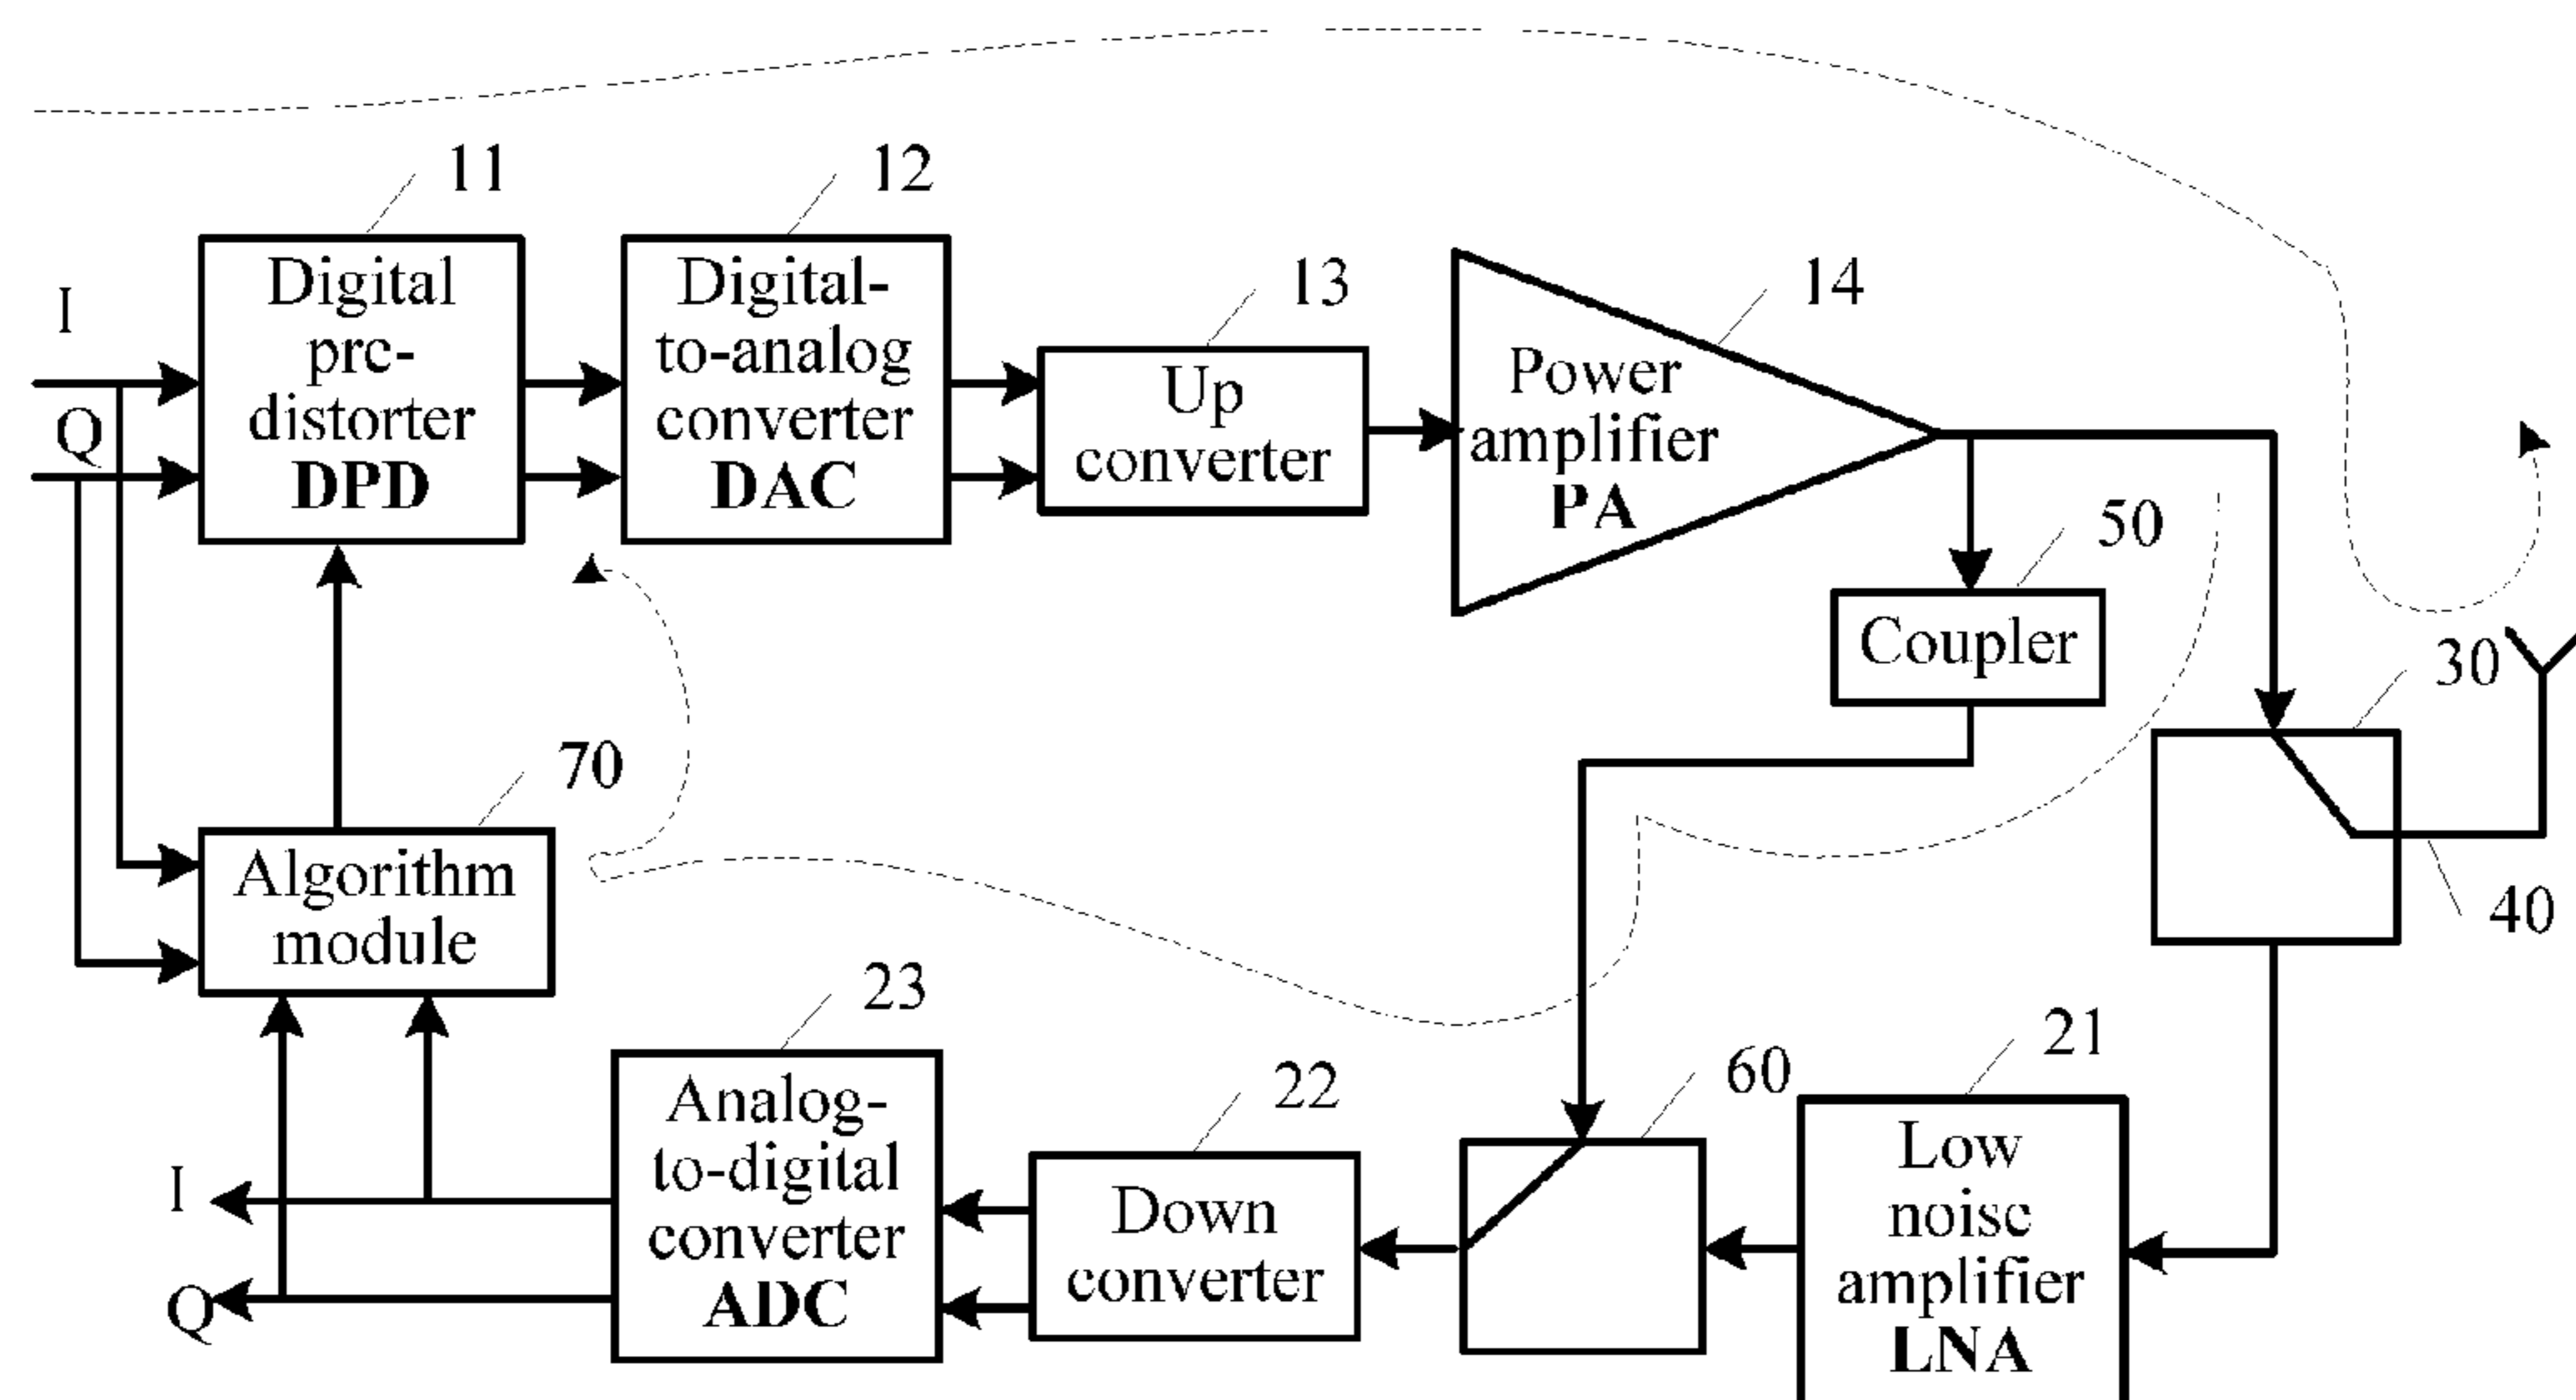 11
12
13
14
I
Q
Digital
pre-
distorter
DPD
Digital-
to-analog
converter
DAC
Up
converter
Power
amplifier
PA
50
Coupler
30
40
70
Algorithm
module
23
22
60
21
Analog-
to-digital
converter
ADC
Down
converter
Low
noise
amplifier
LNA
I
Q